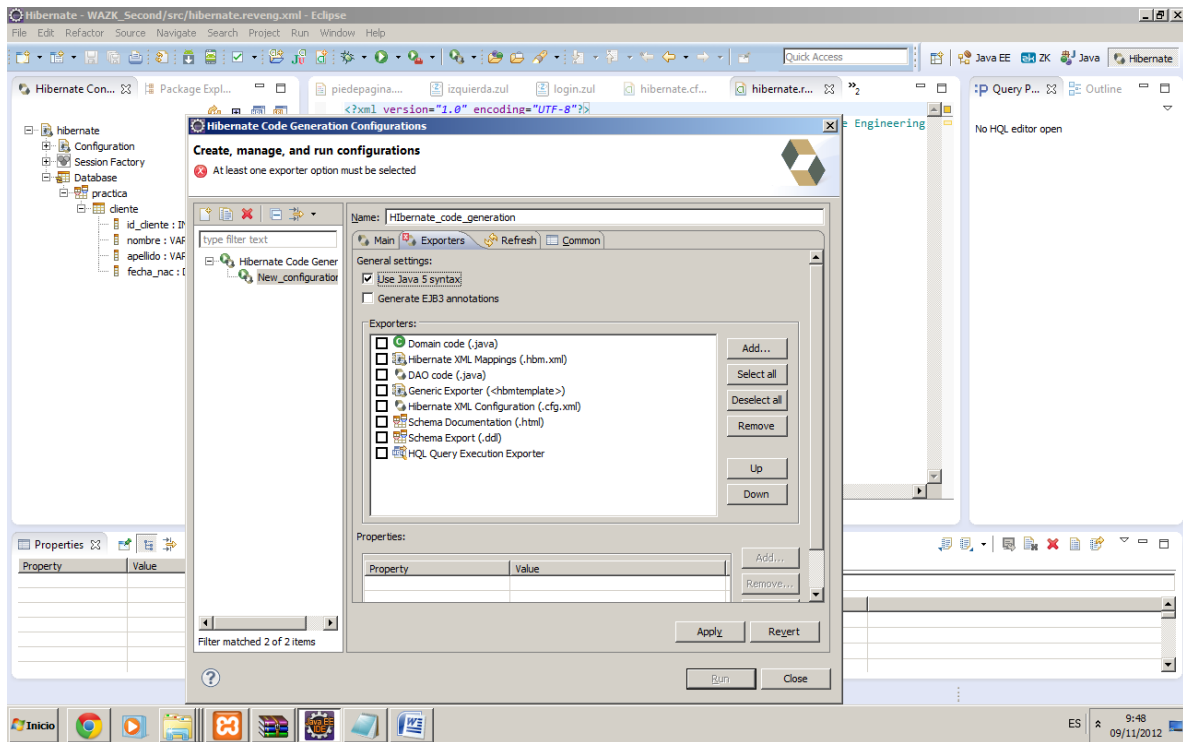 Hibernate - WAZK_Second/src/hibernate.reveng.xml - Eclipse
File Edit Refactor Source Navigate Search Project Run Window Help
Quick Access
Java EE ZK Java Hibernate
Hibernate Con... Package Expl...
piedepagina.... izquierda.zul login.zul hibernate.cf... hibernate.r... »2
Query P... Outline
<?xml version="1.0" encoding="UTF-8"?>
e Engineering
No HQL editor open
hibernate
Configuration
Session Factory
Database
practica
cliente
id_cliente : IN
nombre : VAR
apellido : VAR
fecha_nac : D
Hibernate Code Generation Configurations
Create, manage, and run configurations
At least one exporter option must be selected
type filter text
Hibernate Code Gener
New_configuration
Filter matched 2 of 2 items
Name: HIbernate_code_generation
Main Exporters Refresh Common
General settings:
Use Java 5 syntax
Generate EJB3 annotations
Exporters:
Domain code (.java)
Hibernate XML Mappings (.hbm.xml)
DAO code (.java)
Generic Exporter (<hbmtemplate>)
Hibernate XML Configuration (.cfg.xml)
Schema Documentation (.html)
Schema Export (.ddl)
HQL Query Execution Exporter
Add...
Select all
Deselect all
Remove
Up
Down
Properties:
Property Value
Add...
Remove...
Apply Revert
Run Close
Properties
Property Value
Inicio
Java EE IDE
ES
9:48
09/11/2012